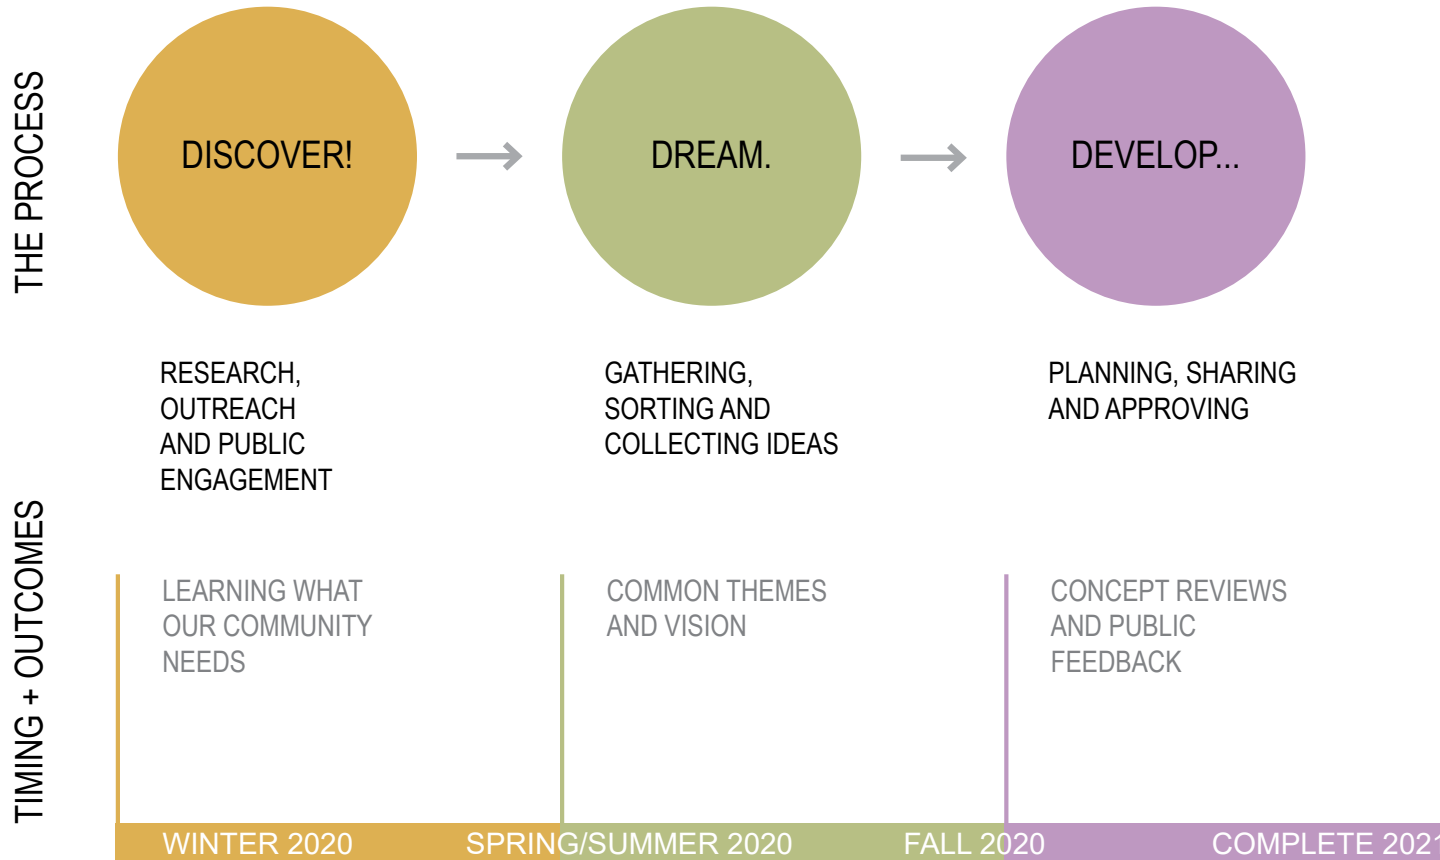 THE PROCESS
DISCOVER!
DREAM.
DEVELOP...
RESEARCH,
OUTREACH
AND PUBLIC
ENGAGEMENT
GATHERING,
SORTING AND
COLLECTING IDEAS
PLANNING, SHARING
AND APPROVING
TIMING + OUTCOMES
LEARNING WHAT
OUR COMMUNITY
NEEDS
COMMON THEMES
AND VISION
CONCEPT REVIEWS
AND PUBLIC
FEEDBACK
WINTER 2020
SPRING/SUMMER 2020
FALL 2020
COMPLETE 2021